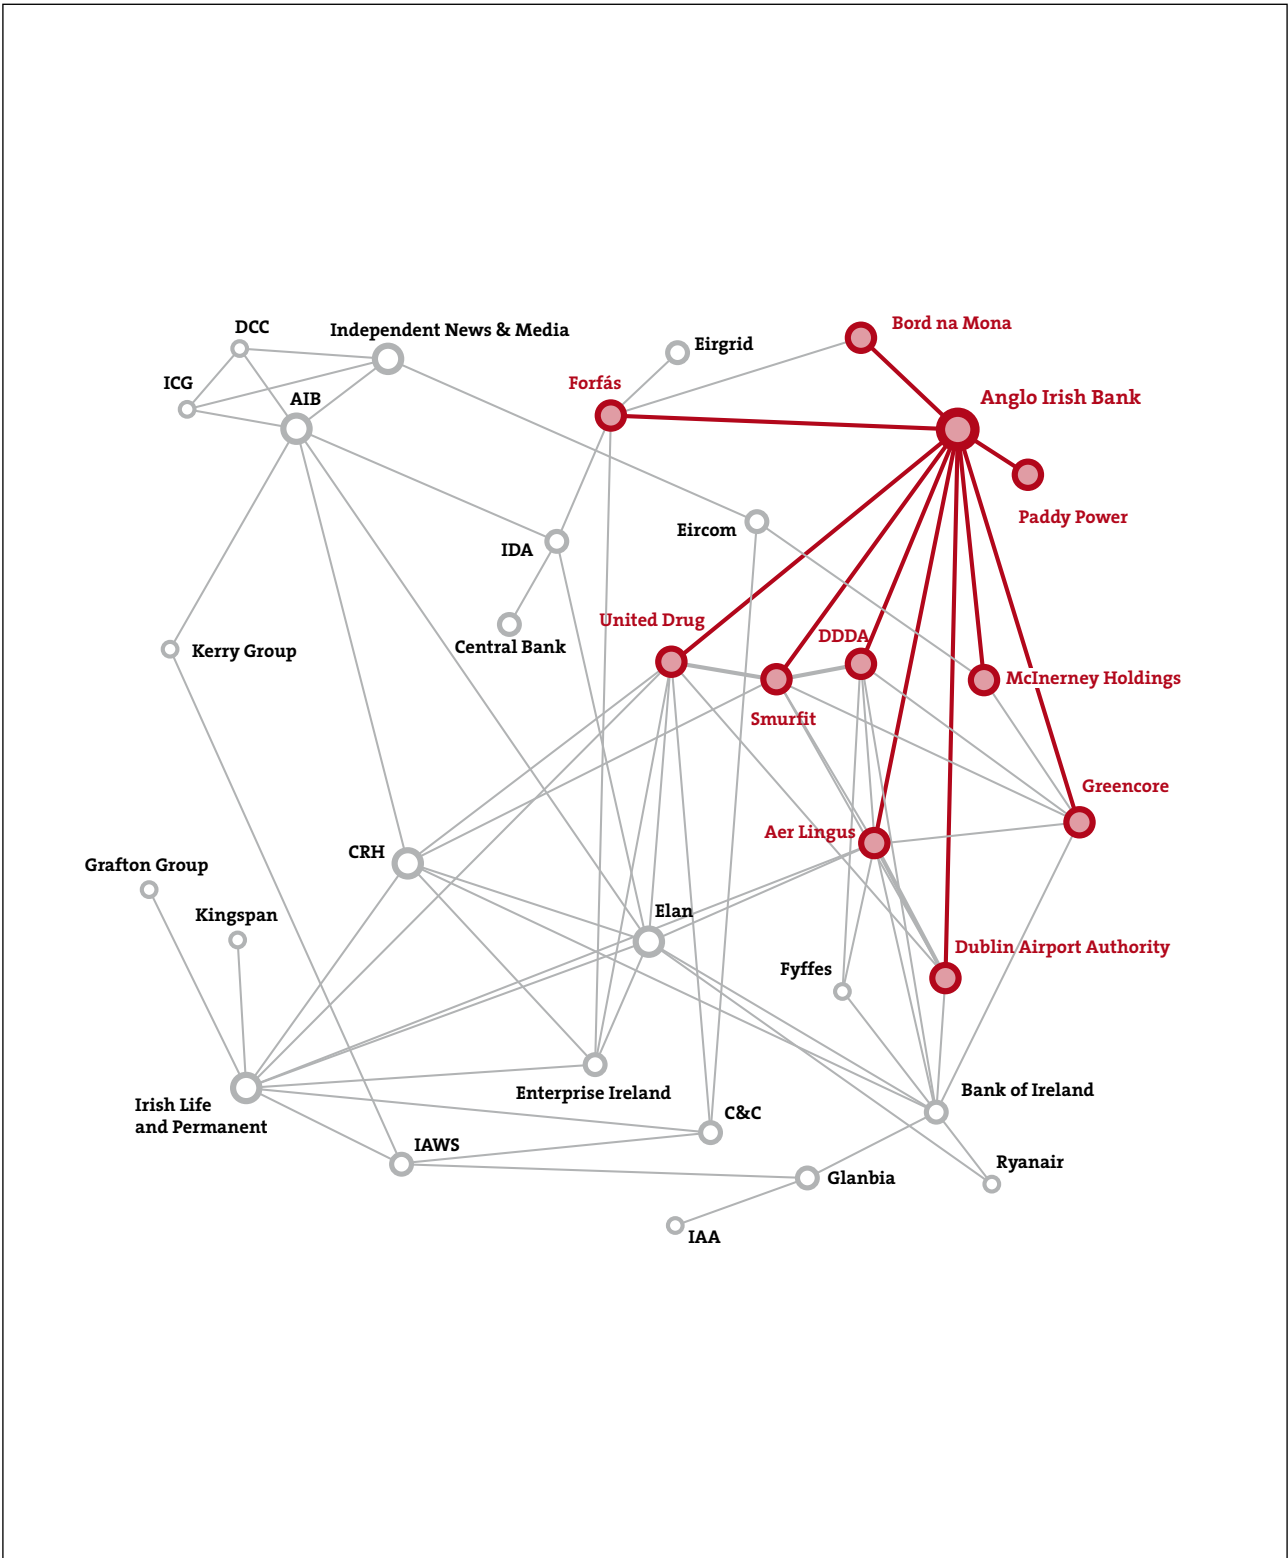 DCC
Independent News & Media
Bord na Mona
Eirgrid
ICG
Forfás
AIB
Anglo Irish Bank
Paddy Power
Eircom
IDA
United Drug
DDDA
Central Bank
Kerry Group
McInerney Holdings
Smurfit
Greencore
Aer Lingus
CRH
Grafton Group
Kingspan
Elan
Dublin Airport Authority
Fyffes
Enterprise Ireland
Bank of Ireland
Irish Life
and Permanent
C&C
IAWS
Ryanair
Glanbia
IAA